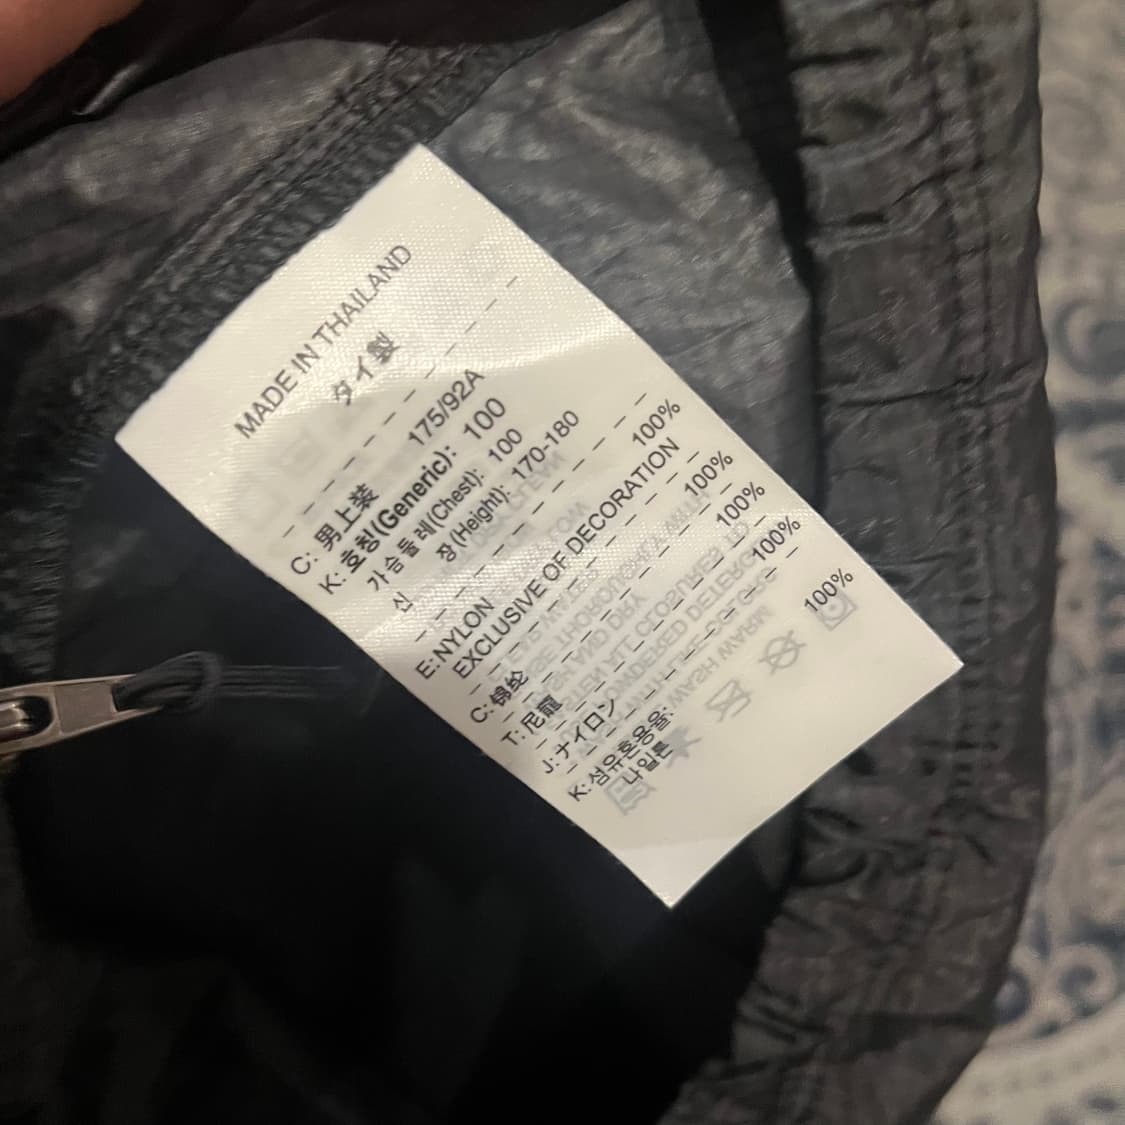 MADE IN THAILAND
タイ製
C: 男上装 175/92A
K: 호칭(Generic): 100
가슴둘레(Chest): 100
신 장(Height): 170-180
E:NYLON 100%
EXCLUSIVE OF DECORATION
C: 锦纶 100%
T: 尼龍 100%
J:ナイロン 100%
K: 섬유혼용율:
나일론 100%